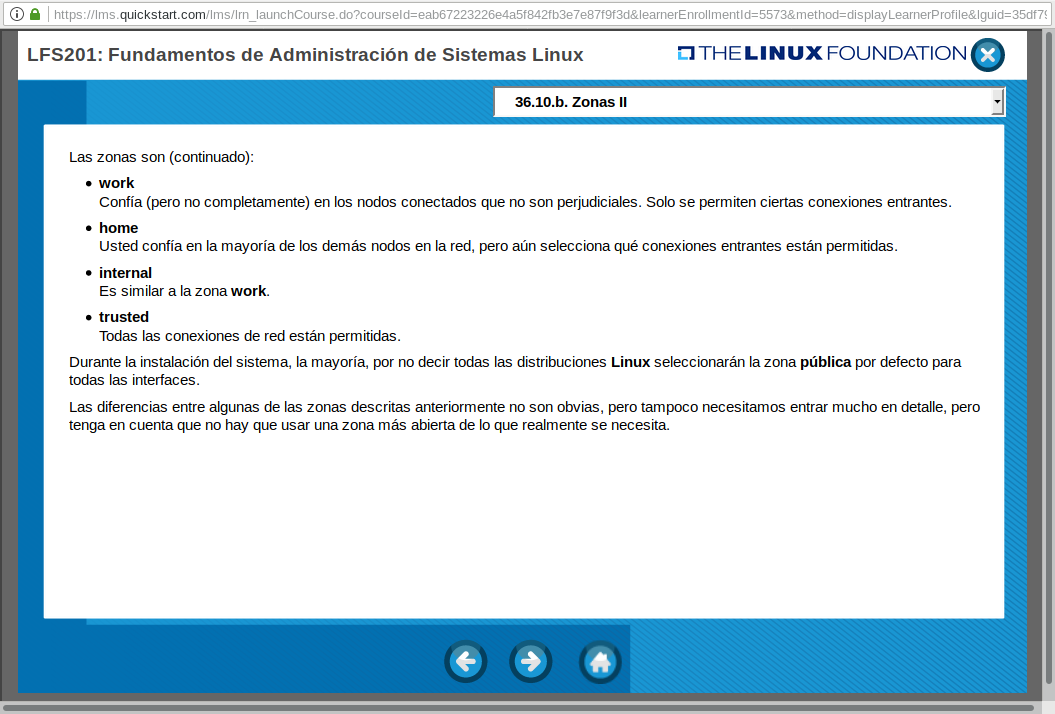 https://lms.quickstart.com/lms/lrn_launchCourse.do?courseId=eab67223226e4a5f842fb3e7e87f9f3d&learnerEnrollmentId=5573&method=displayLearnerProfile&lguid=35df79
LFS201: Fundamentos de Administración de Sistemas Linux
THE LINUX FOUNDATION
36.10.b. Zonas II
Las zonas son (continuado):
• work
Confía (pero no completamente) en los nodos conectados que no son perjudiciales. Solo se permiten ciertas conexiones entrantes.
• home
Usted confía en la mayoría de los demás nodos en la red, pero aún selecciona qué conexiones entrantes están permitidas.
• internal
Es similar a la zona work.
• trusted
Todas las conexiones de red están permitidas.
Durante la instalación del sistema, la mayoría, por no decir todas las distribuciones Linux seleccionarán la zona pública por defecto para
todas las interfaces.
Las diferencias entre algunas de las zonas descritas anteriormente no son obvias, pero tampoco necesitamos entrar mucho en detalle, pero
tenga en cuenta que no hay que usar una zona más abierta de lo que realmente se necesita.